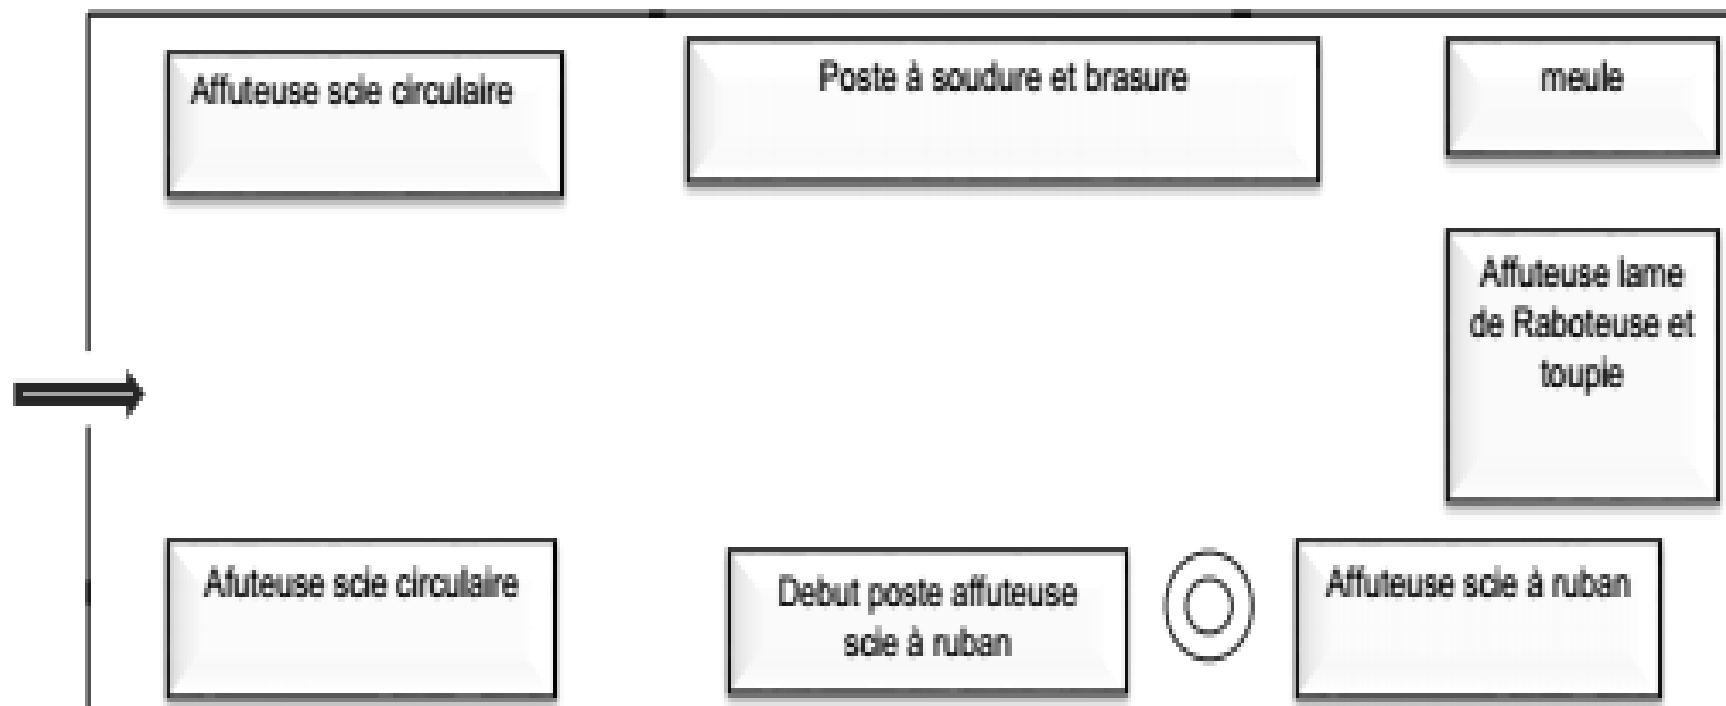 Affuteuse scie circulaire
Poste à soudure et brasure
meule
Affuteuse lame
de Raboteuse et
toupie
Afuteuse scie circulaire
Debut poste affuteuse
scie à ruban
Affuteuse scie à ruban